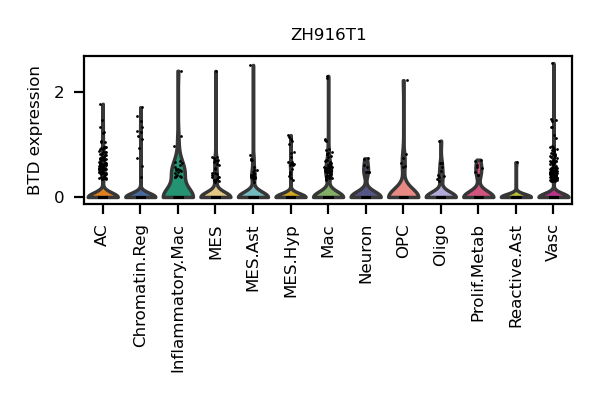 ZH916T1
BTD expression
2
0
AC
Chromatin.Reg
Inflammatory.Mac
MES
MES.Ast
MES.Hyp
Mac
Neuron
OPC
Oligo
Prolif.Metab
Reactive.Ast
Vasc